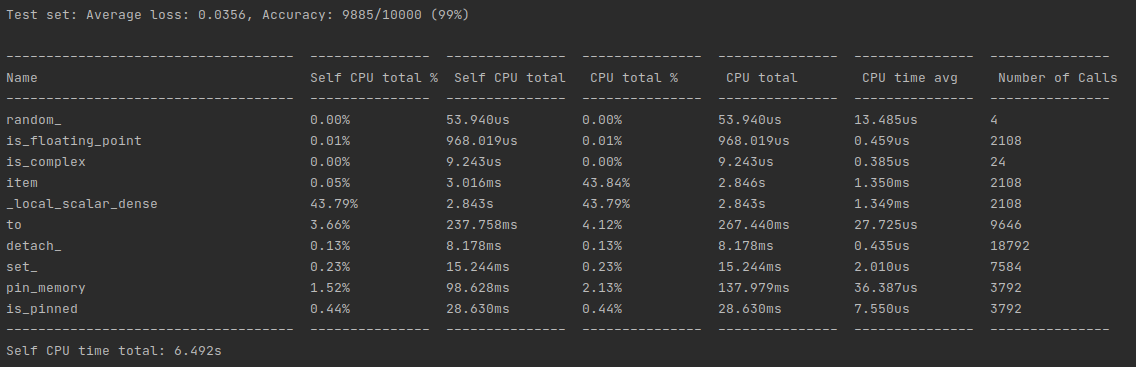 Test set: Average loss: 0.0356, Accuracy: 9885/10000 (99%)
------------------------------------  ---------------  ---------------  ---------------  ---------------  ---------------  ---------------
Name                                  Self CPU total %  Self CPU total   CPU total %      CPU total        CPU time avg     Number of Calls
------------------------------------  ---------------  ---------------  ---------------  ---------------  ---------------  ---------------
random_                               0.00%            53.940us         0.00%            53.940us         13.485us         4
is_floating_point                     0.01%            968.019us        0.01%            968.019us        0.459us          2108
is_complex                            0.00%            9.243us          0.00%            9.243us          0.385us          24
item                                  0.05%            3.016ms          43.84%           2.846s           1.350ms          2108
_local_scalar_dense                   43.79%           2.843s           43.79%           2.843s           1.349ms          2108
to                                    3.66%            237.758ms        4.12%            267.440ms        27.725us         9646
detach_                               0.13%            8.178ms          0.13%            8.178ms          0.435us          18792
set_                                  0.23%            15.244ms         0.23%            15.244ms         2.010us          7584
pin_memory                            1.52%            98.628ms         2.13%            137.979ms        36.387us         3792
is_pinned                             0.44%            28.630ms         0.44%            28.630ms         7.550us          3792
------------------------------------  ---------------  ---------------  ---------------  ---------------  ---------------  ---------------
Self CPU time total: 6.492s